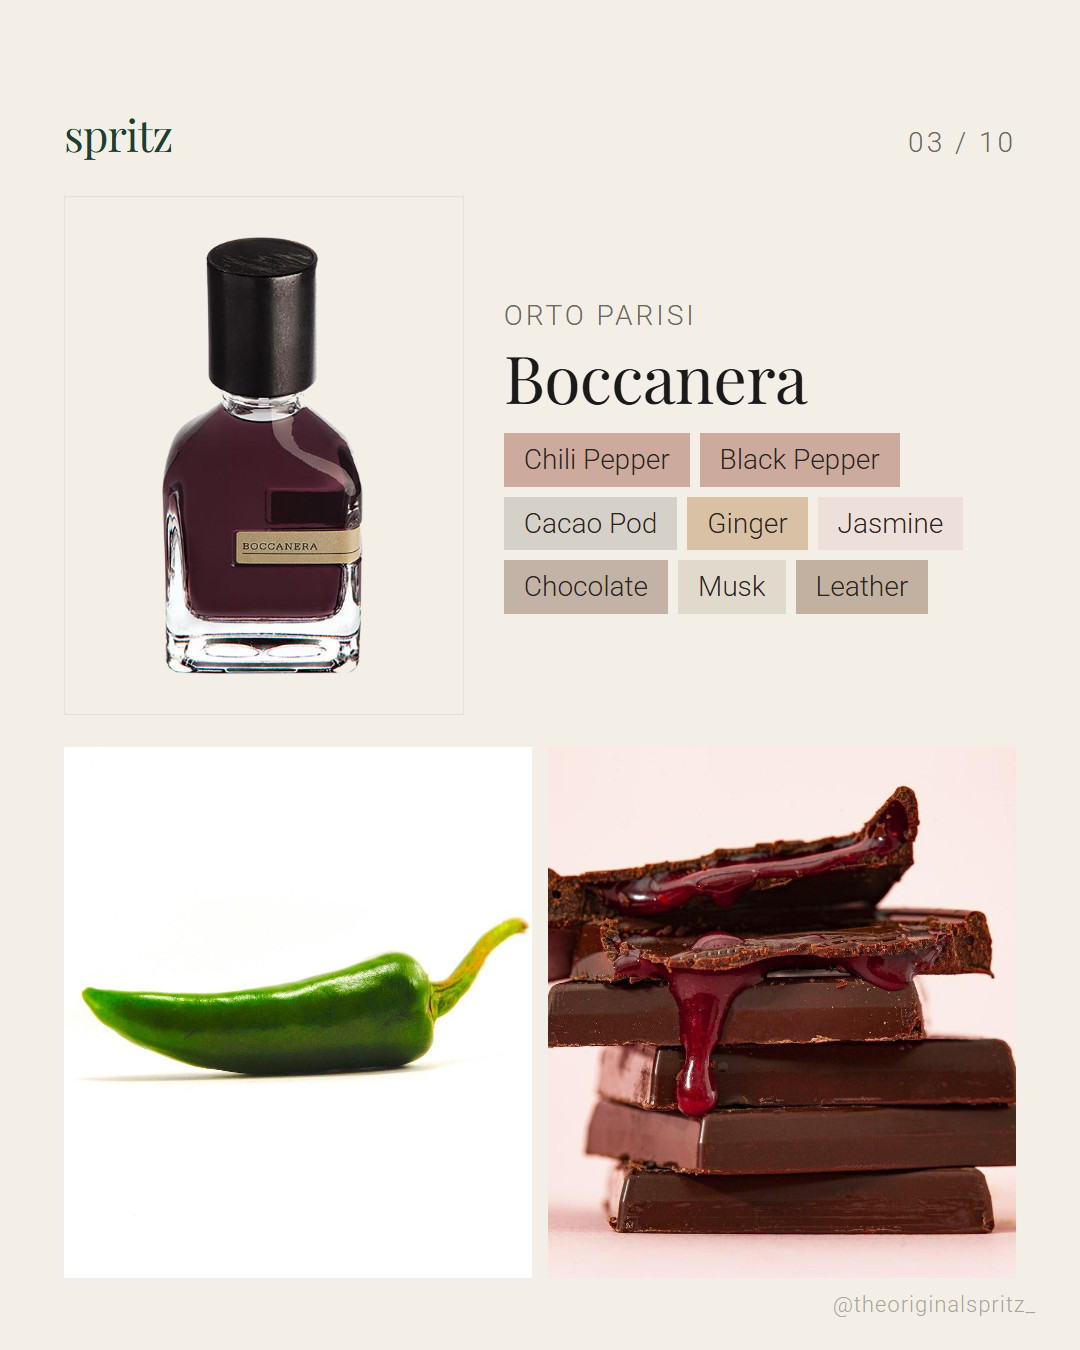 spritz
03 / 10
ORTO PARISI
Boccanera
Chili Pepper
Black Pepper
Cacao Pod
Ginger
Jasmine
Chocolate
Musk
Leather
BOCCANERA
@theoriginalspritz_